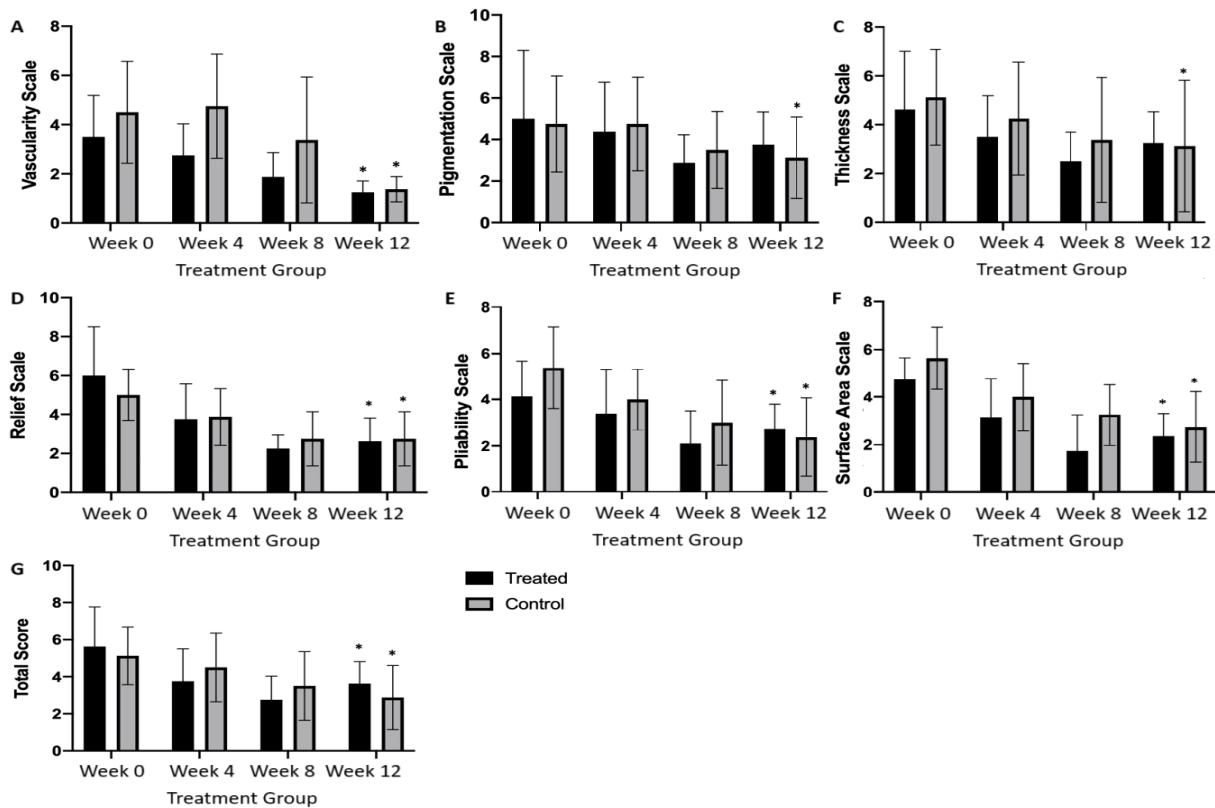 A
Vascularity Scale
8
6
4
2
0
* *
Week 0 Week 4 Week 8 Week 12
Treatment Group
B
Pigmentation Scale
10
8
6
4
2
0
*
Week 0 Week 4 Week 8 Week 12
Treatment Group
C
Thickness Scale
8
6
4
2
0
*
Week 0 Week 4 Week 8 Week 12
Treatment Group
D
Relief Scale
10
8
6
4
2
0
* *
Week 0 Week 4 Week 8 Week 12
Treatment Group
E
Pliability Scale
8
6
4
2
0
* *
Week 0 Week 4 Week 8 Week 12
Treatment Group
F
Surface Area Scale
8
6
4
2
0
* *
Week 0 Week 4 Week 8 Week 12
Treatment Group
G
Total Score
10
8
6
4
2
0
* *
Week 0 Week 4 Week 8 Week 12
Treatment Group
Treated
Control